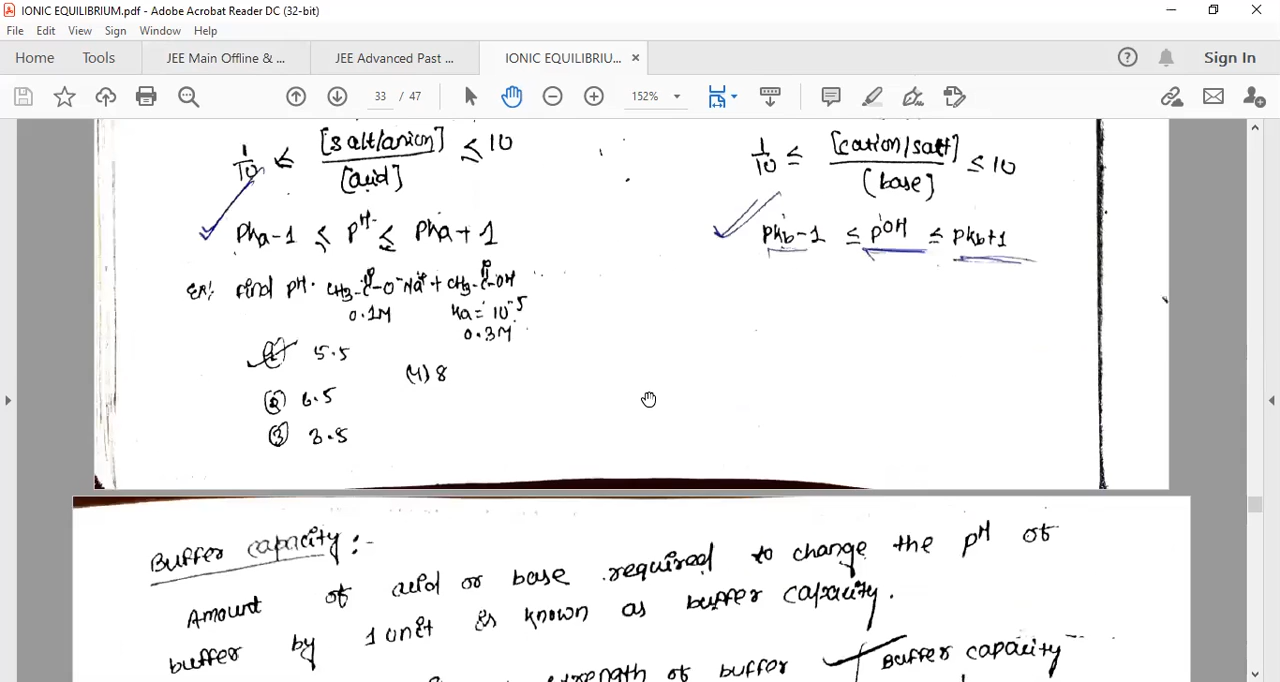 IONIC EQUILIBRIUM.pdf - Adobe Acrobat Reader DC (32-bit)
File Edit View Sign Window Help
Home Tools JEE Main Offline & ... JEE Advanced Past ... IONIC EQUILIBRIU... × Sign In
33 / 47 152%
1/10 ≤ [salt/anion]/[acid] ≤ 10
1/10 ≤ [cation/salt]/(base] ≤ 10
Pka-1 ≤ pH ≤ Pka+1
Pkb-1 ≤ pOH ≤ Pkb+1
Ex: Find pH. CH3-C-O⁻Na⁺ + CH3-C-OH
0.1M Ka = 10⁻⁵
0.3M
5.5
(4) 8
(2) 6.5
(3) 3.5
Buffer capacity :-
Amount of acid or base required to change the pH of
buffer by 1 unit is known as buffer capacity.
strength of buffer Buffer capacity